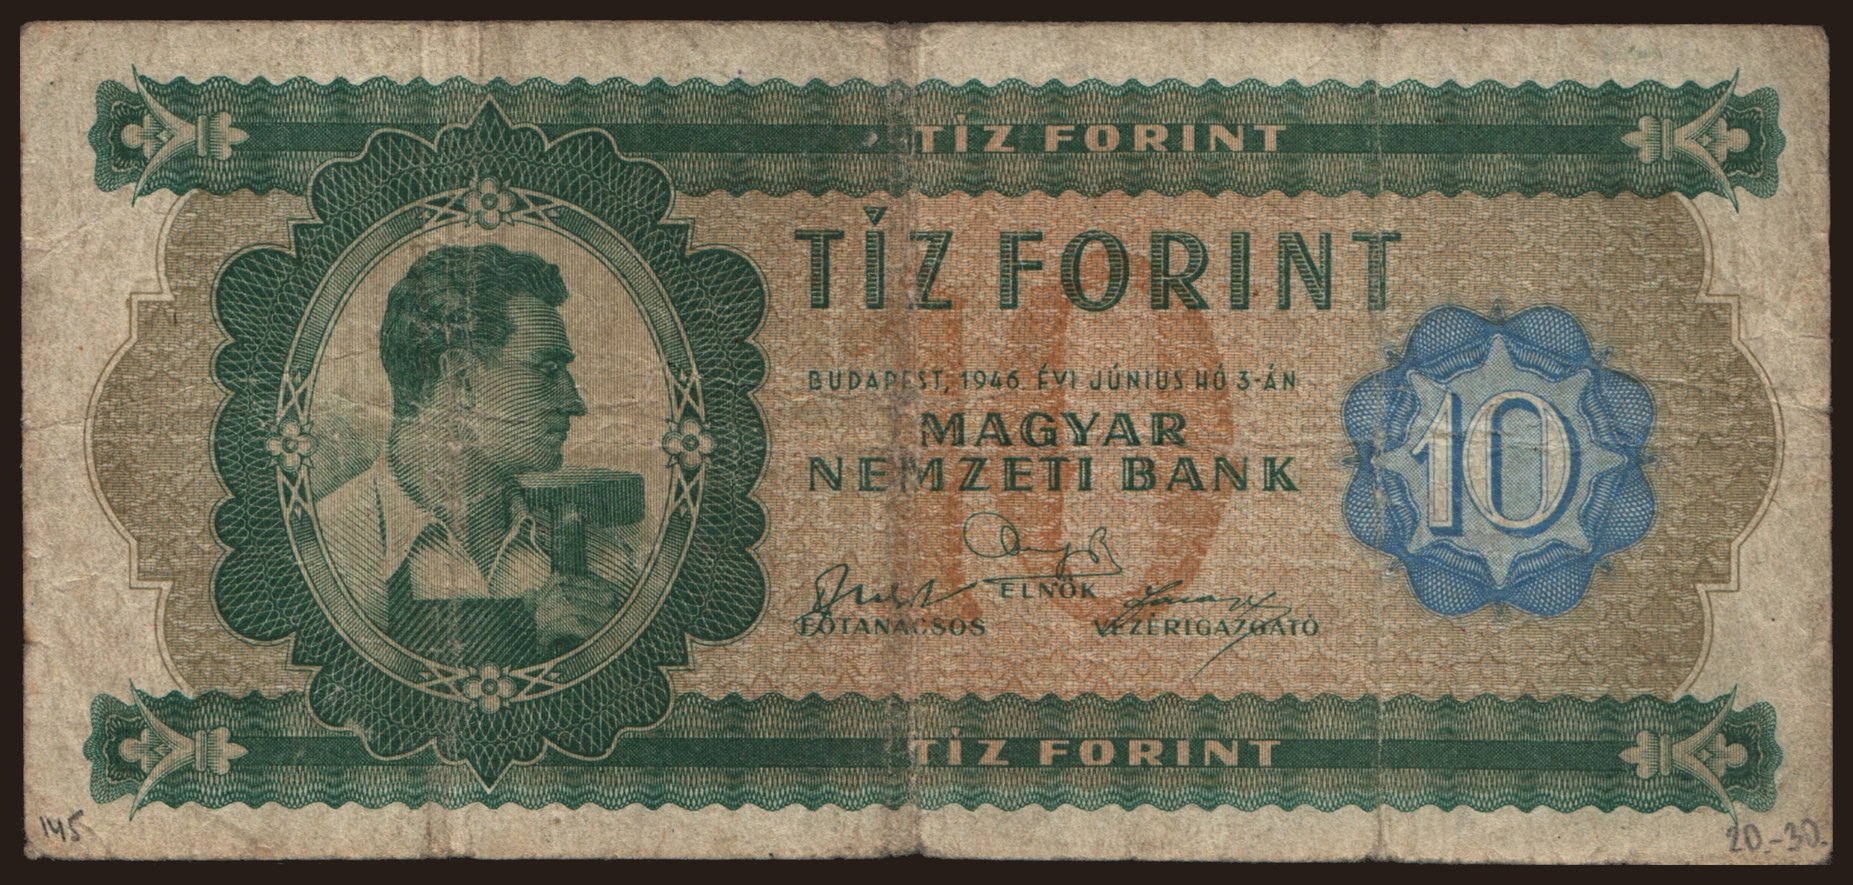 TÍZ FORINT
TÍZ FORINT
10
BUDAPEST, 1946. ÉVI JÚNIUS HÓ 3-ÁN
MAGYAR
NEMZETI BANK
10
ELNÖK
FŐTANÁCSOS VEZÉRIGAZGATÓ
TÍZ FORINT
145
20.-30.